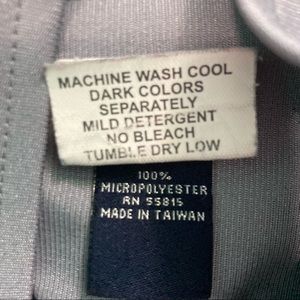 MACHINE WASH COOL
DARK COLORS
SEPARATELY
MILD DETERGENT
NO BLEACH
TUMBLE DRY LOW
100%
MICROPOLYESTER
RN 55815
MADE IN TAIWAN